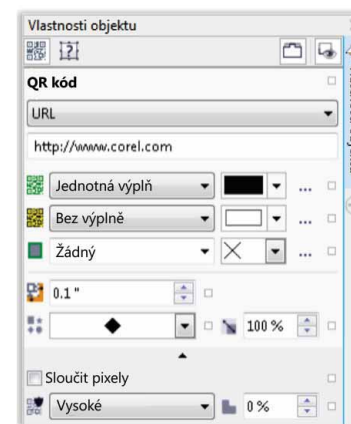 Vlastnosti objektu
QR kód
URL
http://www.corel.com
Jednotná výplň ...
Bez výplně ...
Žádný ...
0.1 "
100 %
Sloučit pixely
Vysoké 0 %